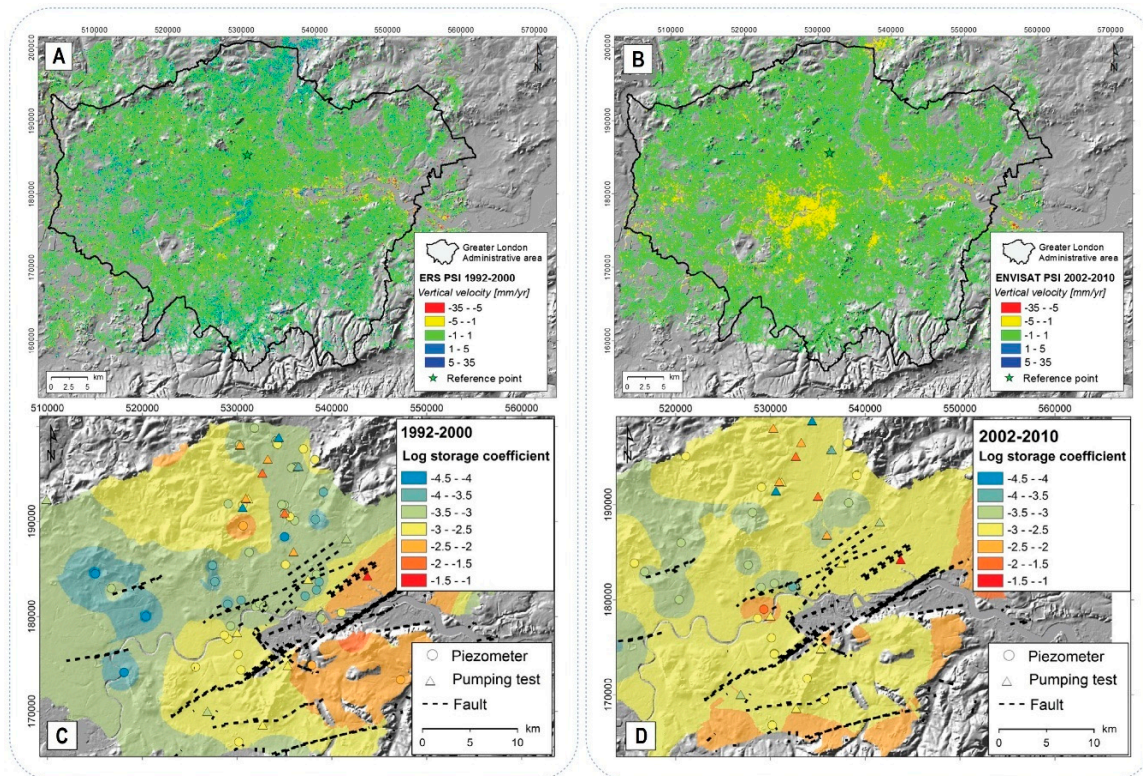 510000 520000 530000 540000 550000 560000 570000
200000
190000
180000
170000
160000
A
N
Greater London
Administrative area
ERS PSI 1992-2000
Vertical velocity [mm/yr]
-35 - -5
-5 - -1
-1 - 1
1 - 5
5 - 35
Reference point
0 2.5 5
km
510000 520000 530000 540000 550000 560000 570000
200000
190000
180000
170000
160000
B
N
Greater London
Administrative area
ENVISAT PSI 2002-2010
Vertical velocity [mm/yr]
-35 - -5
-5 - -1
-1 - 1
1 - 5
5 - 35
Reference point
0 2.5 5
km
510000 520000 530000 540000 550000 560000
190000
180000
170000
N
1992-2000
Log storage coefficient
-4.5 - -4
-4 - -3.5
-3.5 - -3
-3 - -2.5
-2.5 - -2
-2 - -1.5
-1.5 - -1
Piezometer
Pumping test
Fault
km
0 5 10
C
520000 530000 540000 550000 560000
190000
180000
170000
N
2002-2010
Log storage coefficient
-4.5 - -4
-4 - -3.5
-3.5 - -3
-3 - -2.5
-2.5 - -2
-2 - -1.5
-1.5 - -1
Piezometer
Pumping test
Fault
km
0 5 10
D